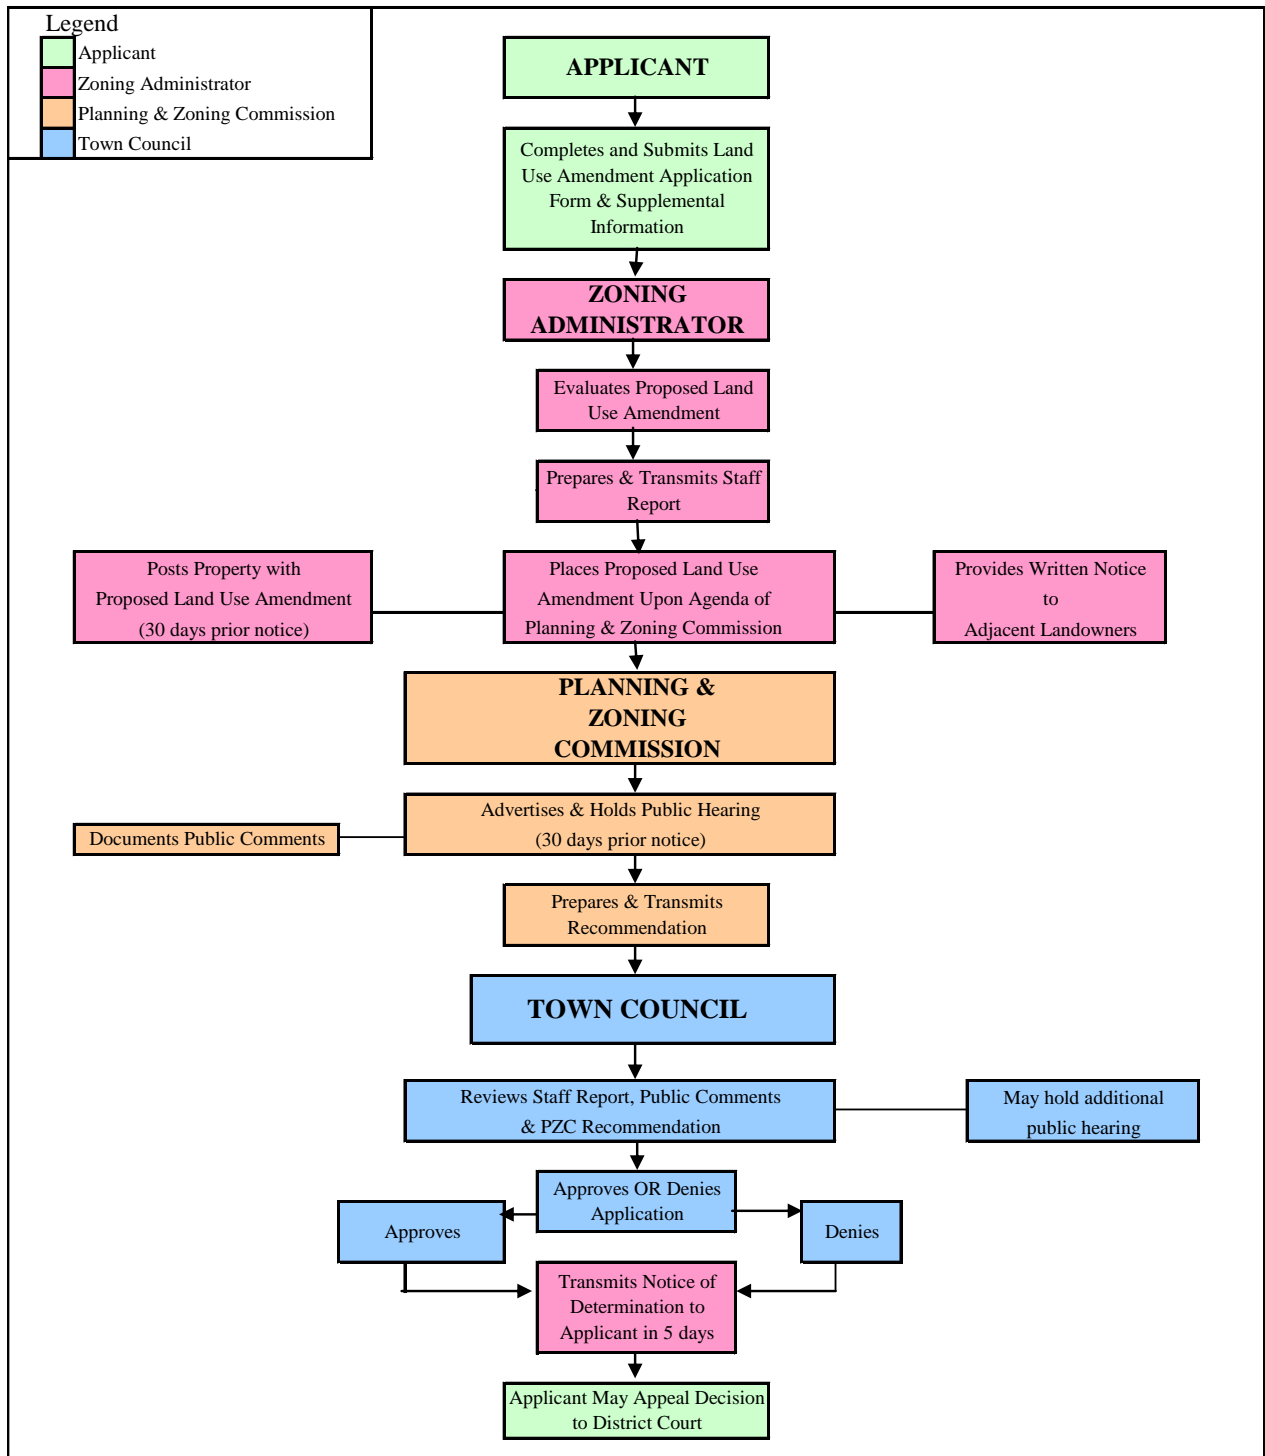 Legend
Applicant
Zoning Administrator
Planning & Zoning Commission
Town Council
APPLICANT
Completes and Submits Land
Use Amendment Application
Form & Supplemental
Information
ZONING
ADMINISTRATOR
Evaluates Proposed Land
Use Amendment
Prepares & Transmits Staff
Report
Posts Property with
Proposed Land Use Amendment
(30 days prior notice)
Places Proposed Land Use
Amendment Upon Agenda of
Planning & Zoning Commission
Provides Written Notice
to
Adjacent Landowners
PLANNING &
ZONING
COMMISSION
Documents Public Comments
Advertises & Holds Public Hearing
(30 days prior notice)
Prepares & Transmits
Recommendation
TOWN COUNCIL
Reviews Staff Report, Public Comments
& PZC Recommendation
May hold additional
public hearing
Approves OR Denies
Application
Approves
Denies
Transmits Notice of
Determination to
Applicant in 5 days
Applicant May Appeal Decision
to District Court